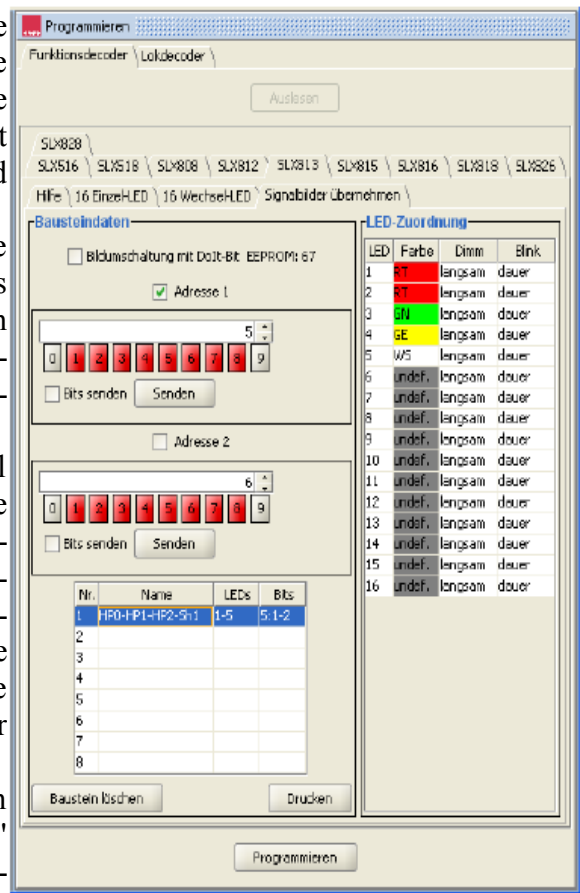 Programmieren
Funktionsdecoder Lokdecoder
Auslesen
SLX828
SLX516 SLX518 SLX808 SLX812 SLX813 SLX815 SLX816 SLX818 SLX826
Hilfe 16 Einzel-LED 16 Wechsel-LED Signalbilder übernehmen
Bausteindaten
Bildumschaltung mit DoIt-Bit EEPROM: 67
Adresse 1
5
0 1 2 3 4 5 6 7 8 9
Bits senden Senden
Adresse 2
6
0 1 2 3 4 5 6 7 8 9
Bits senden Senden
Nr. Name LEDs Bits
1 HP0-HP1-HP2-Sh1 1-5 5:1-2
2
3
4
5
6
7
8
Baustein löschen Drucken
LED-Zuordnung
LED Farbe Dimm Blink
1 RT langsam dauer
2 RT langsam dauer
3 GN langsam dauer
4 GE langsam dauer
5 WS langsam dauer
6 undef. langsam dauer
7 undef. langsam dauer
8 undef. langsam dauer
9 undef. langsam dauer
10 undef. langsam dauer
11 undef. langsam dauer
12 undef. langsam dauer
13 undef. langsam dauer
14 undef. langsam dauer
15 undef. langsam dauer
16 undef. langsam dauer
Programmieren